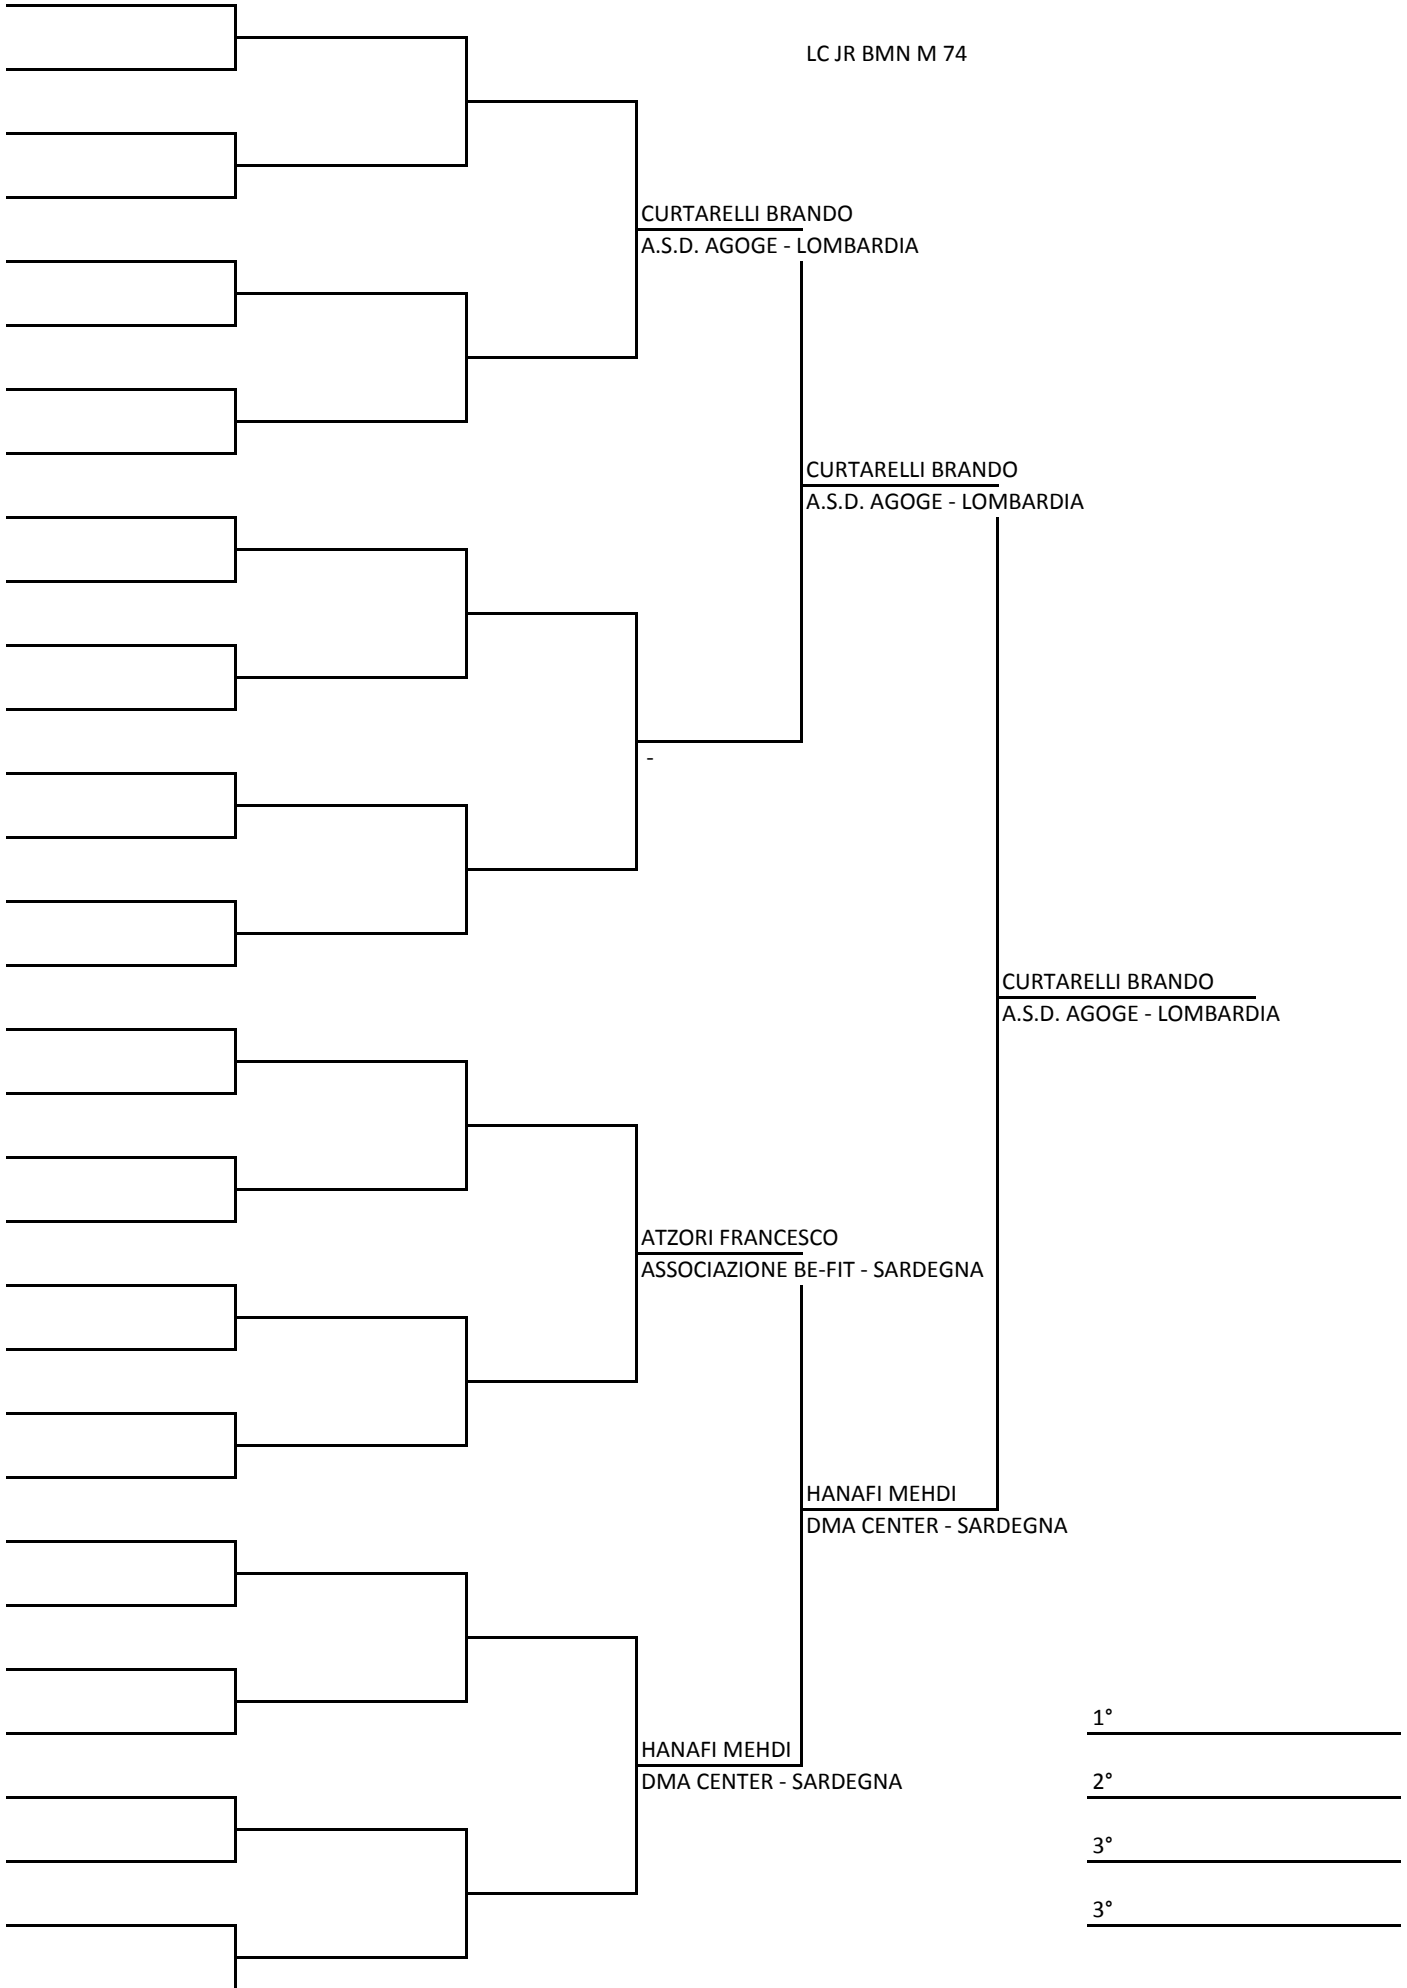 LC JR BMN M 74
CURTARELLI BRANDO
A.S.D. AGOGE - LOMBARDIA
CURTARELLI BRANDO
A.S.D. AGOGE - LOMBARDIA
-
CURTARELLI BRANDO
A.S.D. AGOGE - LOMBARDIA
ATZORI FRANCESCO
ASSOCIAZIONE BE-FIT - SARDEGNA
HANAFI MEHDI
DMA CENTER - SARDEGNA
1°
HANAFI MEHDI
DMA CENTER - SARDEGNA
2°
3°
3°